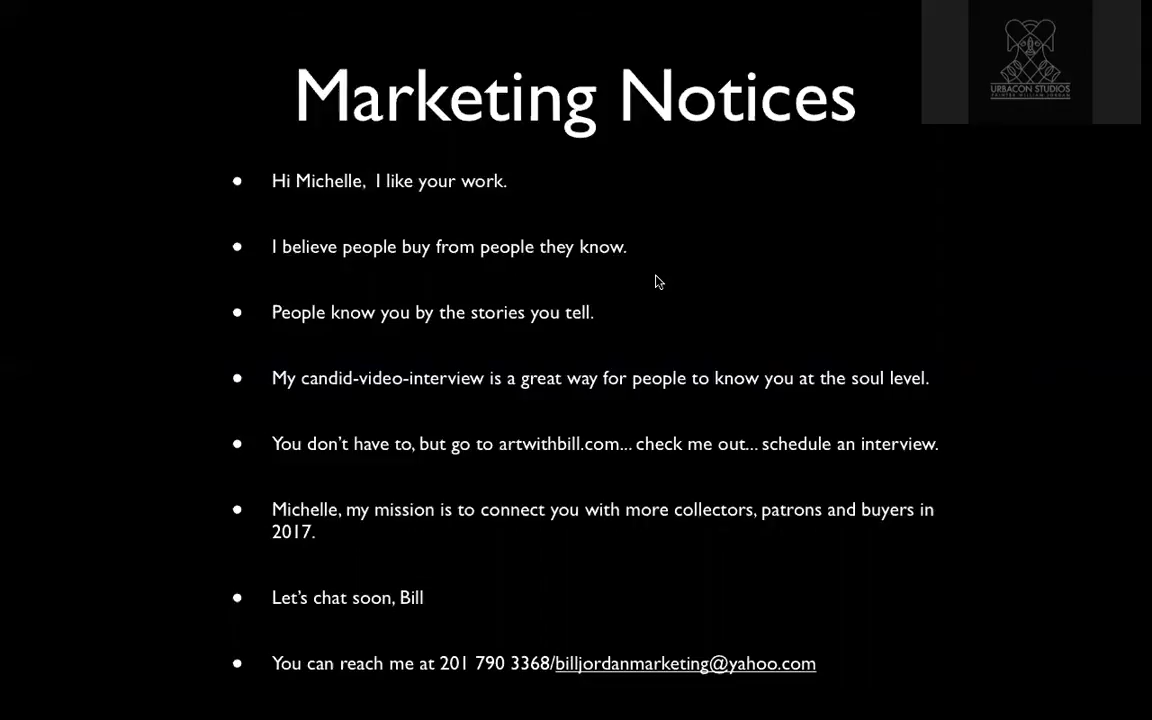 Marketing Notices
URBACON STUDIOS
PAINTER WILLIAM JORDAN
• Hi Michelle, I like your work.
• I believe people buy from people they know.
• People know you by the stories you tell.
• My candid-video-interview is a great way for people to know you at the soul level.
• You don't have to, but go to artwithbill.com... check me out... schedule an interview.
• Michelle, my mission is to connect you with more collectors, patrons and buyers in
2017.
• Let's chat soon, Bill
• You can reach me at 201 790 3368/billjordanmarketing@yahoo.com